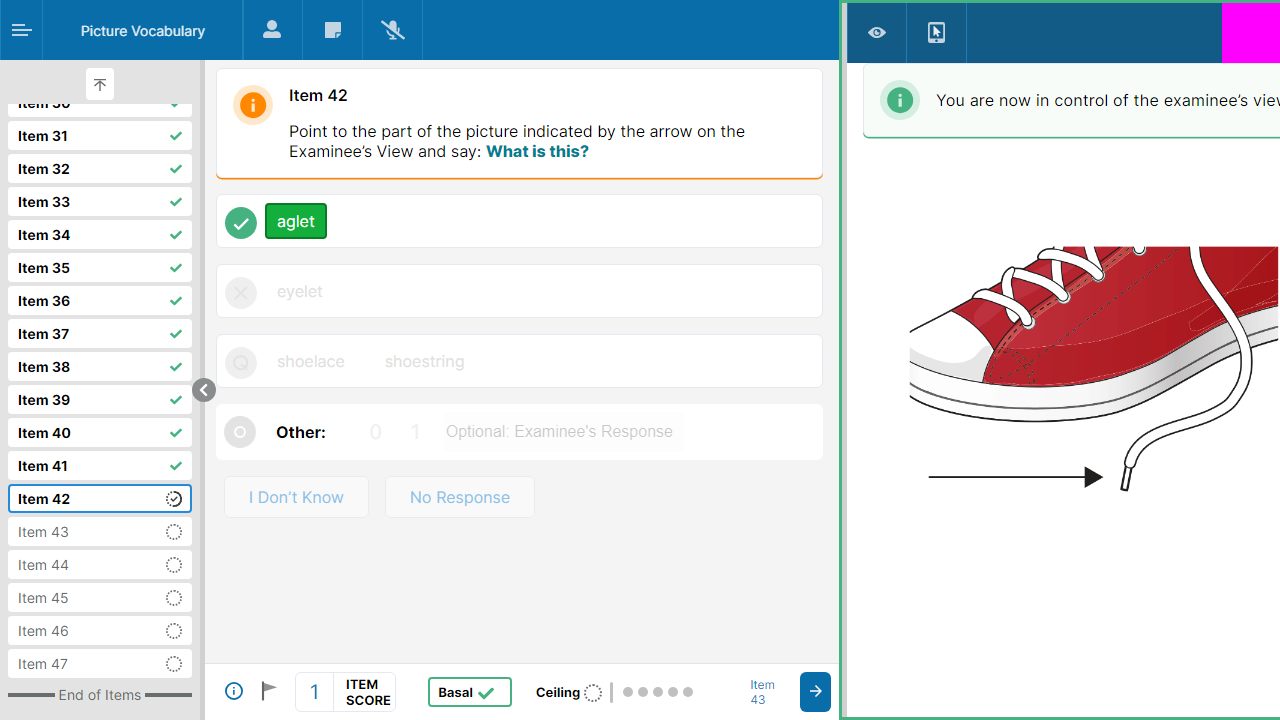 Picture Vocabulary
Item 30
Item 31
Item 32
Item 33
Item 34
Item 35
Item 36
Item 37
Item 38
Item 39
Item 40
Item 41
Item 42
Item 43
Item 44
Item 45
Item 46
Item 47
End of Items
Item 42
Point to the part of the picture indicated by the arrow on the
Examinee’s View and say: What is this?
aglet
eyelet
shoelace shoestring
Q
O Other: 0 1 Optional: Examinee's Response
I Don’t Know No Response
1 ITEM
SCORE
Basal
Ceiling
Item
43
You are now in control of the examinee’s view